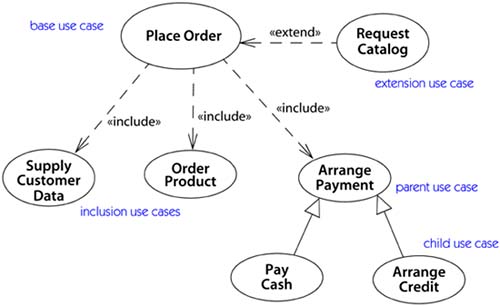 base use case
Place Order
«extend»
Request
Catalog
extension use case
«include»
«include»
«include»
Supply
Customer
Data
Order
Product
Arrange
Payment
parent use case
inclusion use cases
child use case
Pay
Cash
Arrange
Credit